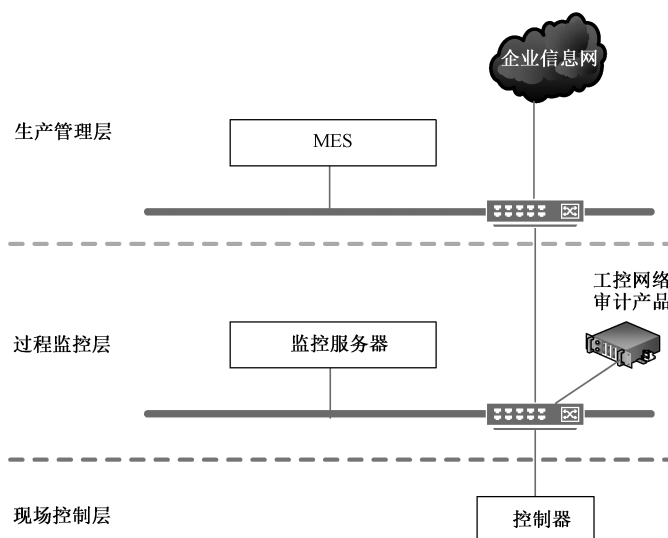 企业信息网
生产管理层
MES
工控网络
审计产品
过程监控层
监控服务器
现场控制层
控制器